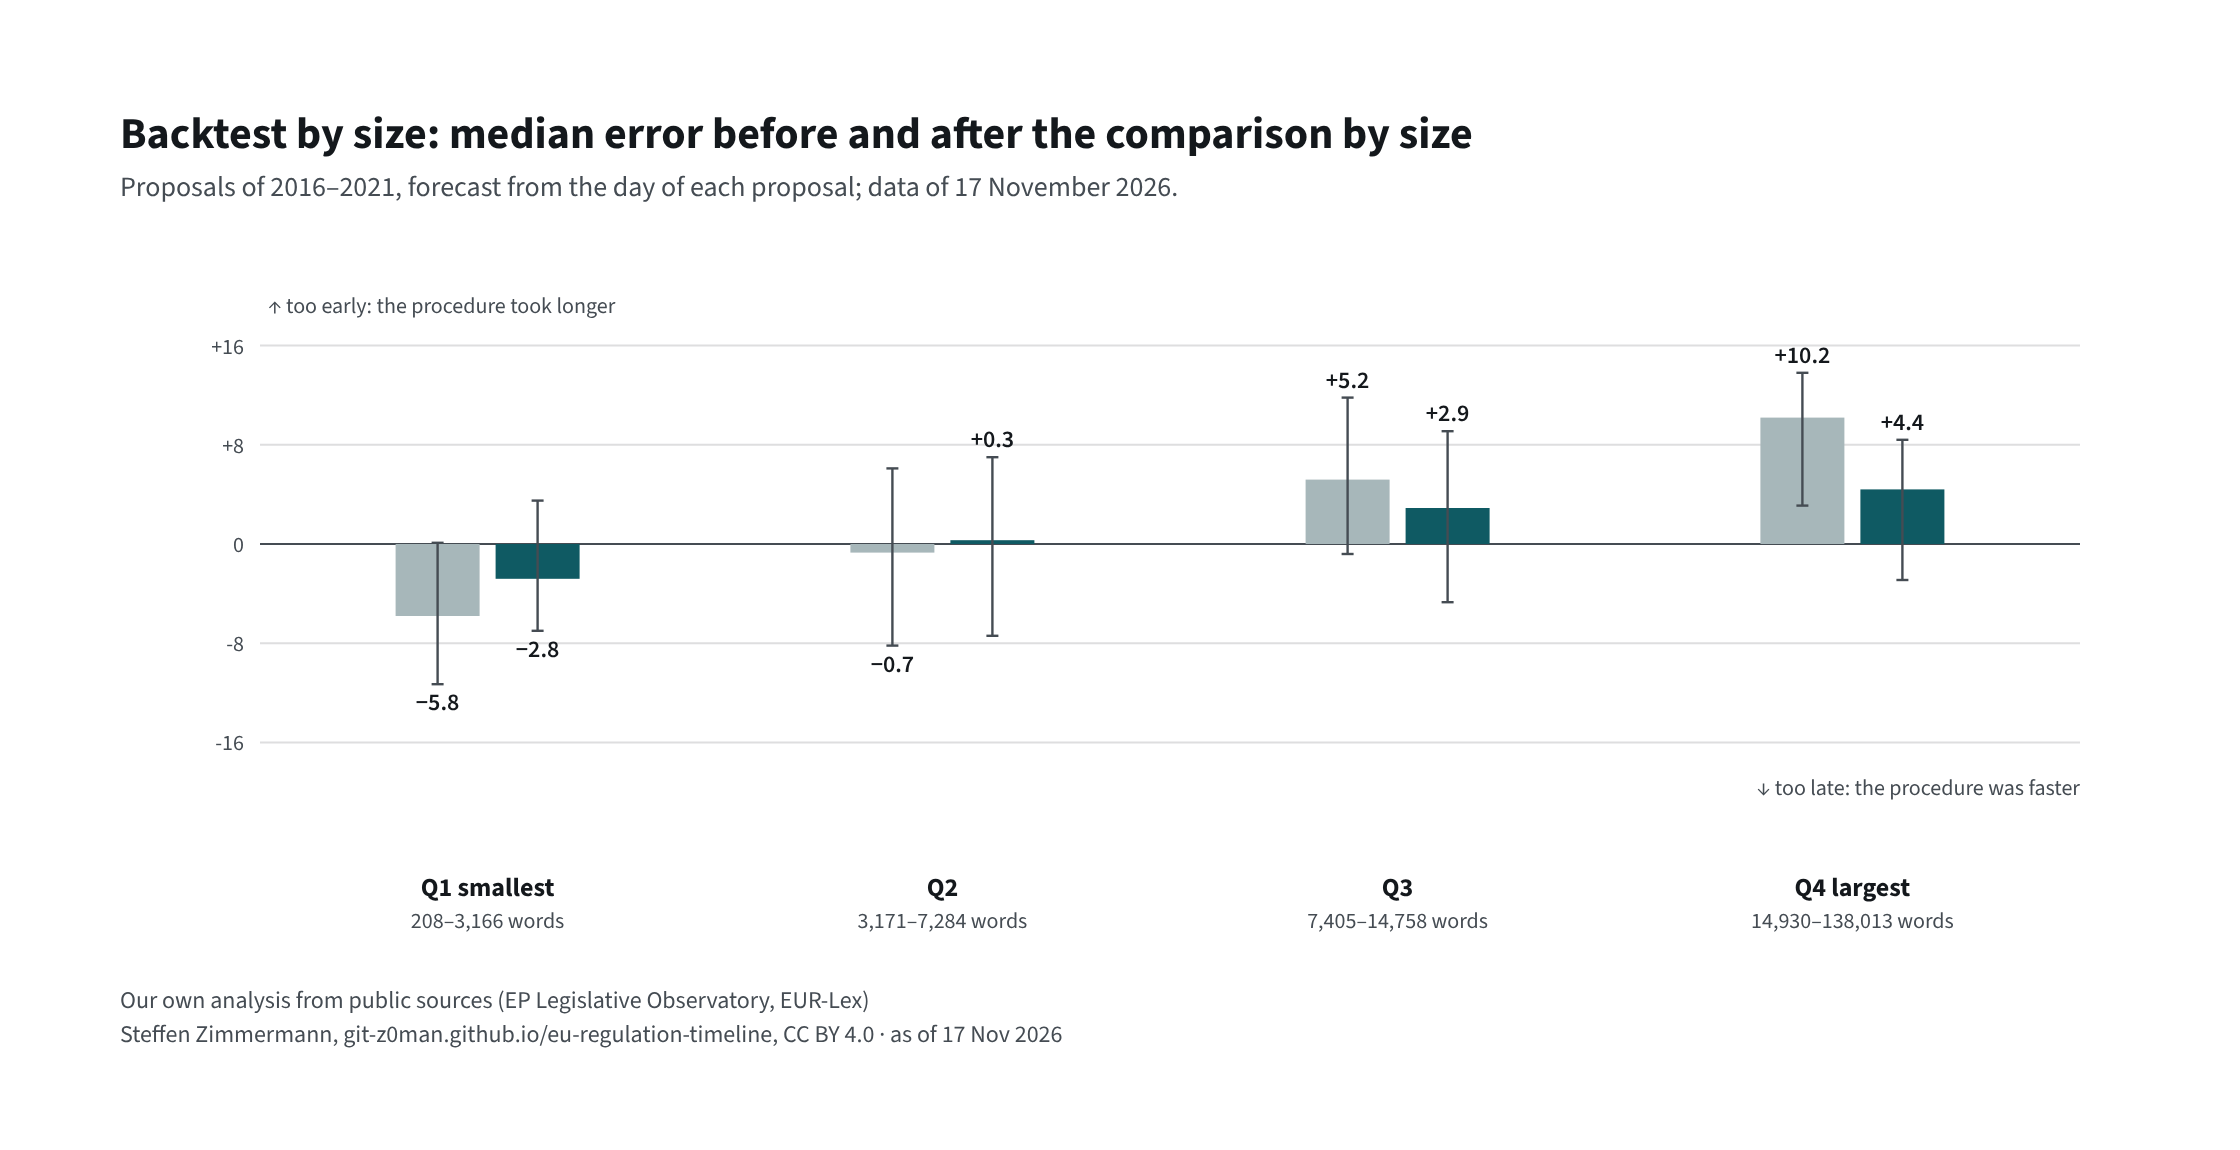 Backtest by size: median error before and after the comparison by size
Proposals of 2016–2021, forecast from the day of each proposal; data of 17 November 2026.
↑ too early: the procedure took longer
+16
+8
0
-8
-16
−5.8
−2.8
−0.7
+0.3
+5.2
+2.9
+10.2
+4.4
↓ too late: the procedure was faster
Q1 smallest
208–3,166 words
Q2
3,171–7,284 words
Q3
7,405–14,758 words
Q4 largest
14,930–138,013 words
Our own analysis from public sources (EP Legislative Observatory, EUR-Lex)
Steffen Zimmermann, git-z0man.github.io/eu-regulation-timeline, CC BY 4.0 · as of 17 Nov 2026